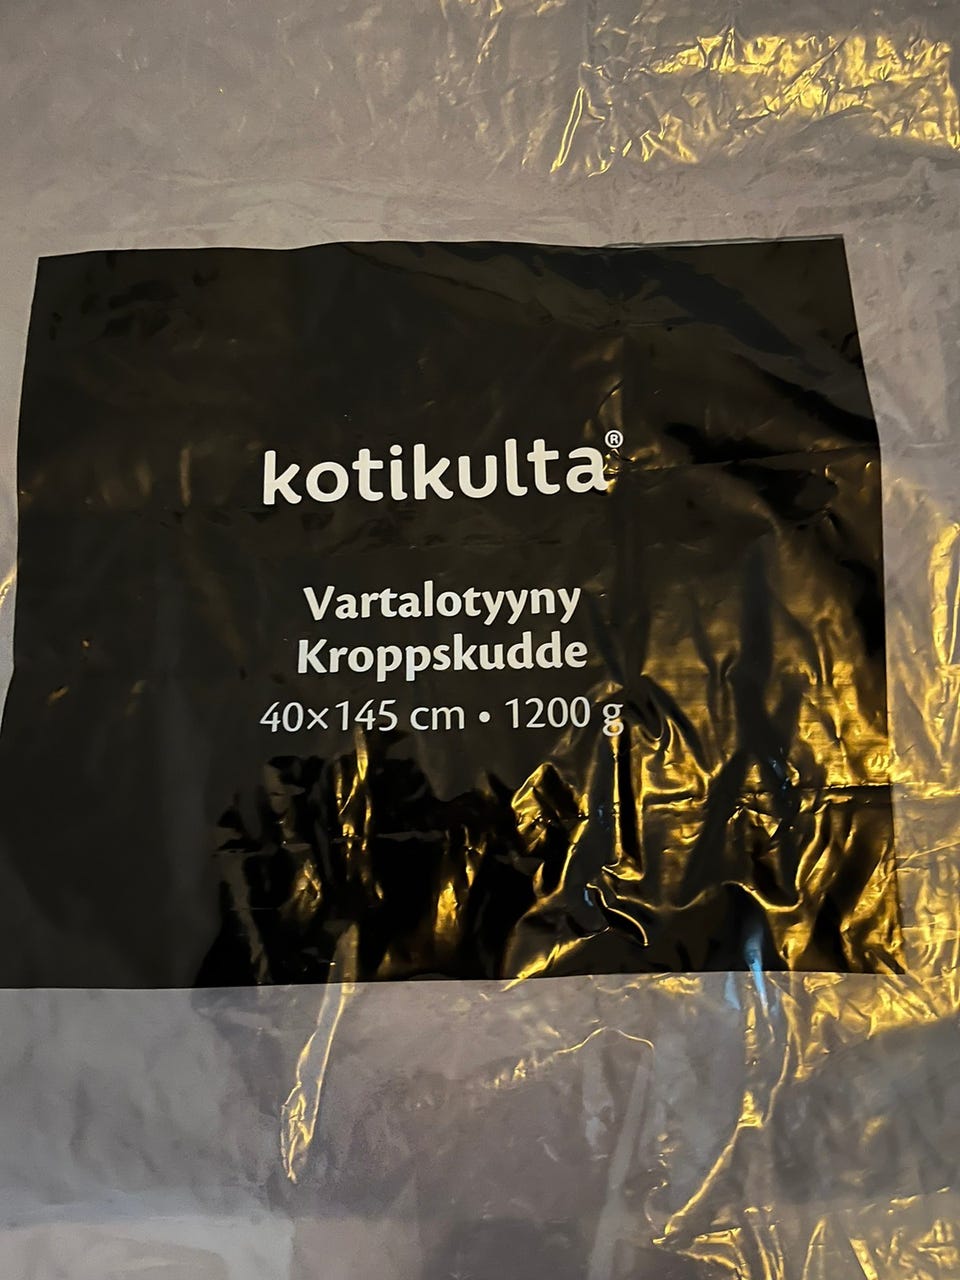 kotikulta®
Vartalotyyny
Kroppskudde
40×145 cm • 1200 g